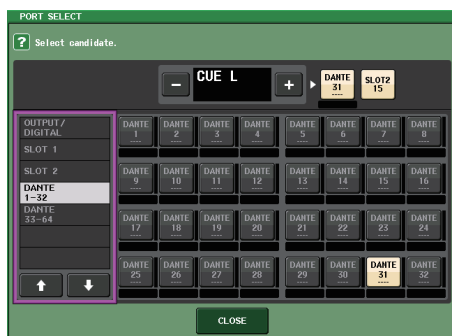 PORT SELECT
? Select candidate.
− CUE L + DANTE 31 ---- SLOT2 15
OUTPUT/DIGITAL
SLOT 1
SLOT 2
DANTE 1-32
DANTE 33-64
DANTE 1 ---- DANTE 2 ---- DANTE 3 ---- DANTE 4 ---- DANTE 5 ---- DANTE 6 ---- DANTE 7 ---- DANTE 8 ----
DANTE 9 ---- DANTE 10 ---- DANTE 11 ---- DANTE 12 ---- DANTE 13 ---- DANTE 14 ---- DANTE 15 ---- DANTE 16 ----
DANTE 17 ---- DANTE 18 ---- DANTE 19 ---- DANTE 20 ---- DANTE 21 ---- DANTE 22 ---- DANTE 23 ---- DANTE 24 ----
DANTE 25 ---- DANTE 26 ---- DANTE 27 ---- DANTE 28 ---- DANTE 29 ---- DANTE 30 ---- DANTE 31 ---- DANTE 32 ----
CLOSE